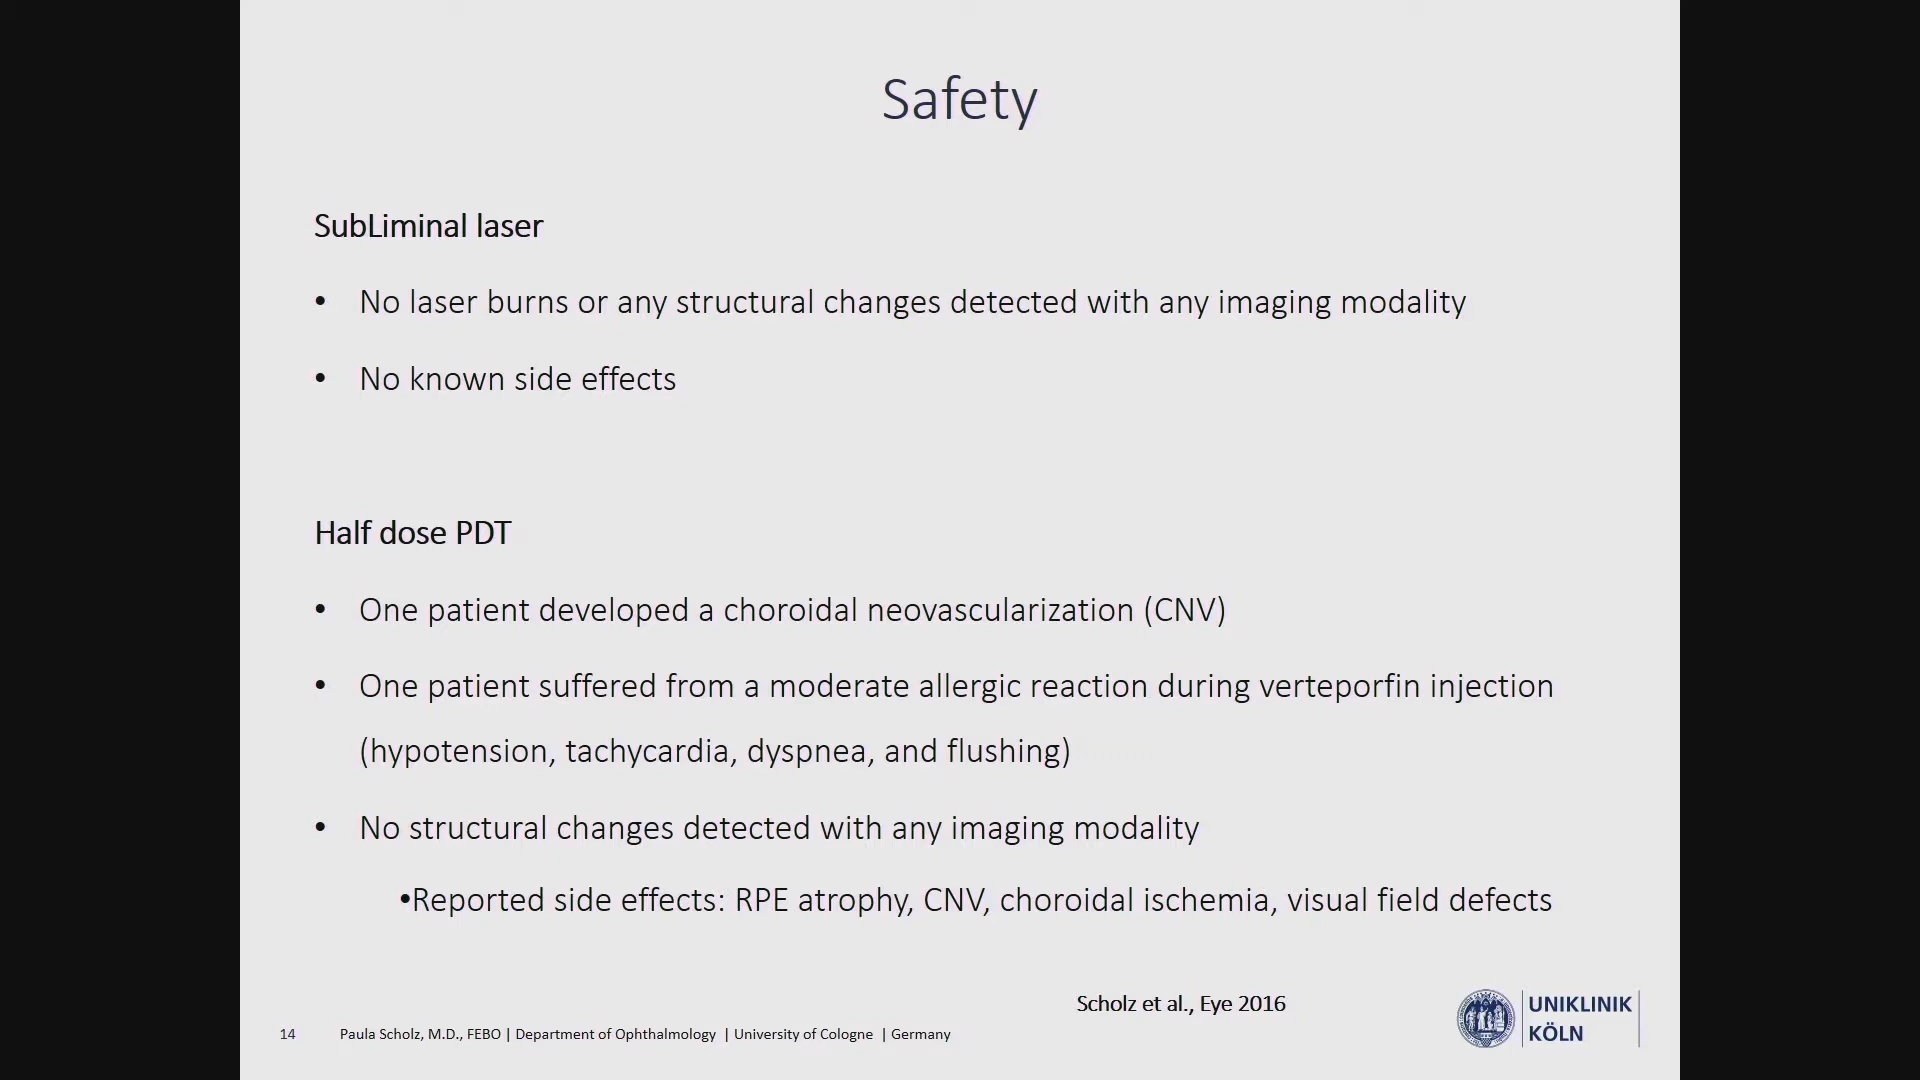 Safety
SubLiminal laser
• No laser burns or any structural changes detected with any imaging modality
• No known side effects
Half dose PDT
• One patient developed a choroidal neovascularization (CNV)
• One patient suffered from a moderate allergic reaction during verteporfin injection
(hypotension, tachycardia, dyspnea, and flushing)
• No structural changes detected with any imaging modality
•Reported side effects: RPE atrophy, CNV, choroidal ischemia, visual field defects
Scholz et al., Eye 2016
14 Paula Scholz, M.D., FEBO | Department of Ophthalmology | University of Cologne | Germany
UNIKLINIK
KÖLN